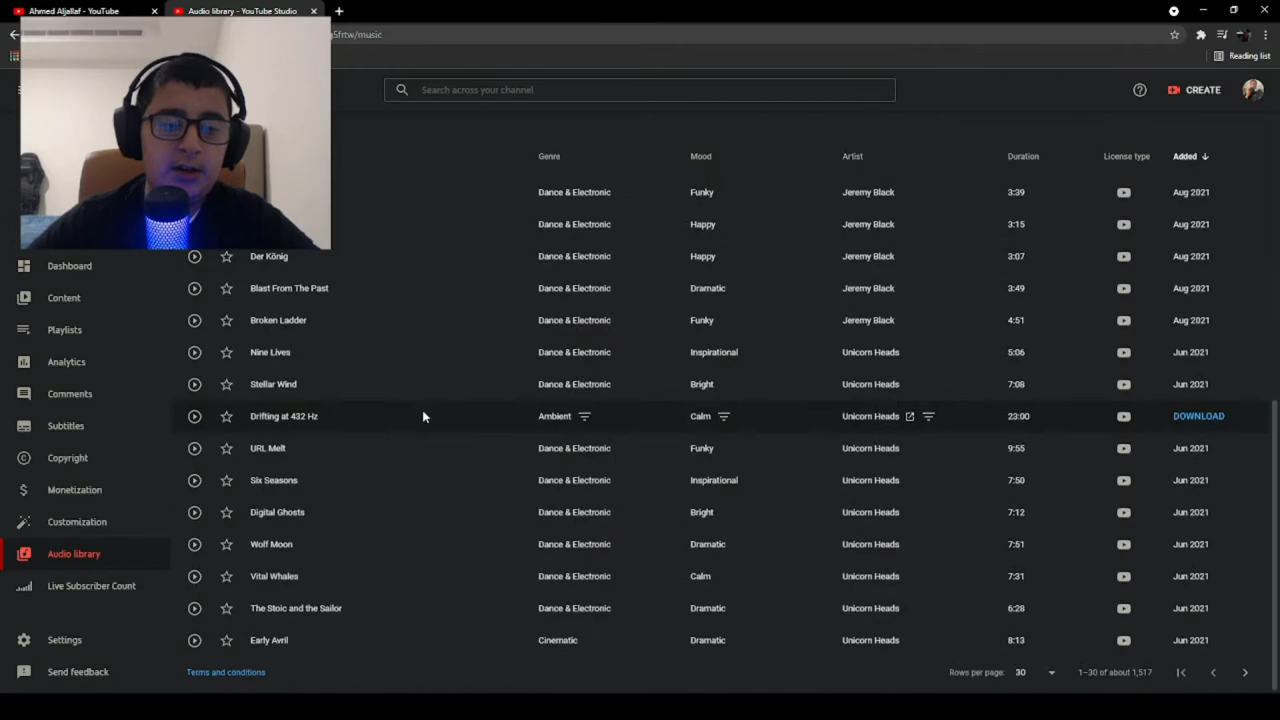 Ahmed Aljallaf - YouTube
Audio library - YouTube Studio
g5frtw/music
Reading list
Search across your channel
CREATE
Genre Mood Artist Duration License type Added
Dance & Electronic Funky Jeremy Black 3:39 Aug 2021
Dance & Electronic Happy Jeremy Black 3:15 Aug 2021
Der König Dance & Electronic Happy Jeremy Black 3:07 Aug 2021
Blast From The Past Dance & Electronic Dramatic Jeremy Black 3:49 Aug 2021
Broken Ladder Dance & Electronic Funky Jeremy Black 4:51 Aug 2021
Nine Lives Dance & Electronic Inspirational Unicorn Heads 5:06 Jun 2021
Stellar Wind Dance & Electronic Bright Unicorn Heads 7:08 Jun 2021
Drifting at 432 Hz Ambient Calm Unicorn Heads 23:00 DOWNLOAD
URL Melt Dance & Electronic Funky Unicorn Heads 9:55 Jun 2021
Six Seasons Dance & Electronic Inspirational Unicorn Heads 7:50 Jun 2021
Digital Ghosts Dance & Electronic Bright Unicorn Heads 7:12 Jun 2021
Wolf Moon Dance & Electronic Dramatic Unicorn Heads 7:51 Jun 2021
Vital Whales Dance & Electronic Calm Unicorn Heads 7:31 Jun 2021
The Stoic and the Sailor Dance & Electronic Dramatic Unicorn Heads 6:28 Jun 2021
Early Avril Cinematic Dramatic Unicorn Heads 8:13 Jun 2021
Terms and conditions Rows per page: 30 1–30 of about 1,517
Dashboard
Content
Playlists
Analytics
Comments
Subtitles
Copyright
Monetization
Customization
Audio library
Live Subscriber Count
Settings
Send feedback